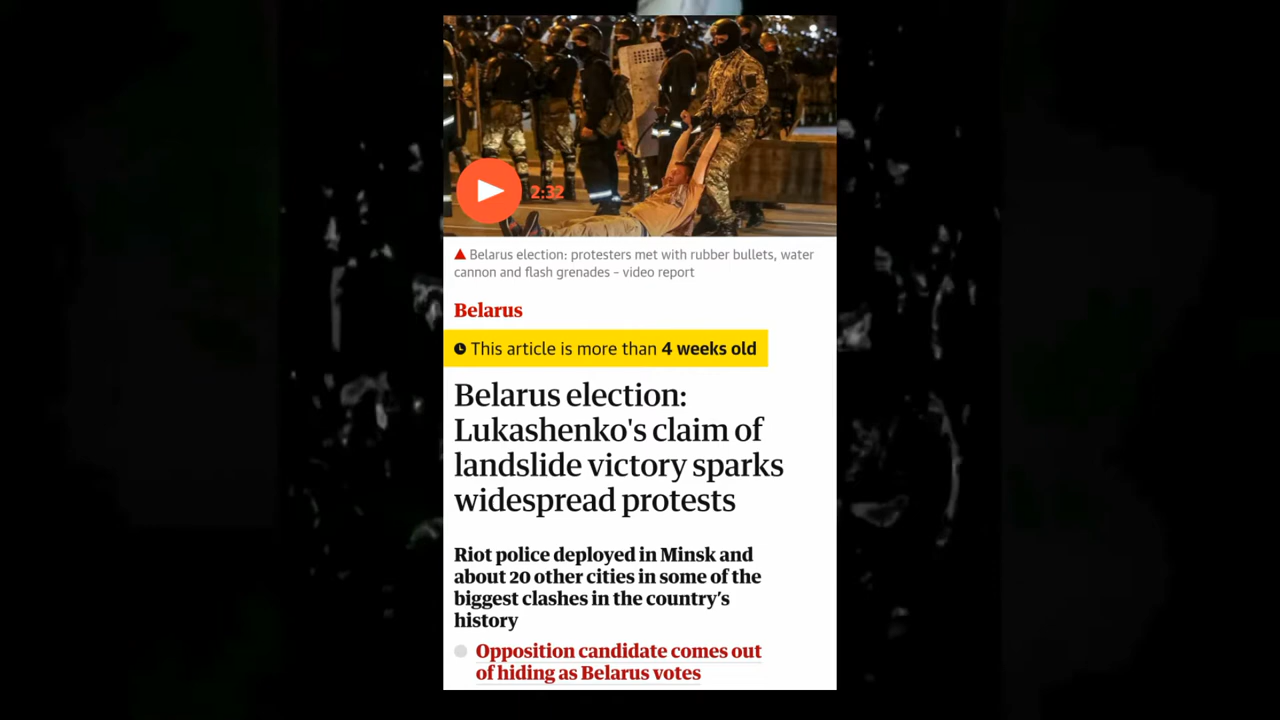 2:32
Belarus election: protesters met with rubber bullets, water
cannon and flash grenades – video report
Belarus
This article is more than 4 weeks old
Belarus election:
Lukashenko's claim of
landslide victory sparks
widespread protests
Riot police deployed in Minsk and
about 20 other cities in some of the
biggest clashes in the country’s
history
Opposition candidate comes out
of hiding as Belarus votes